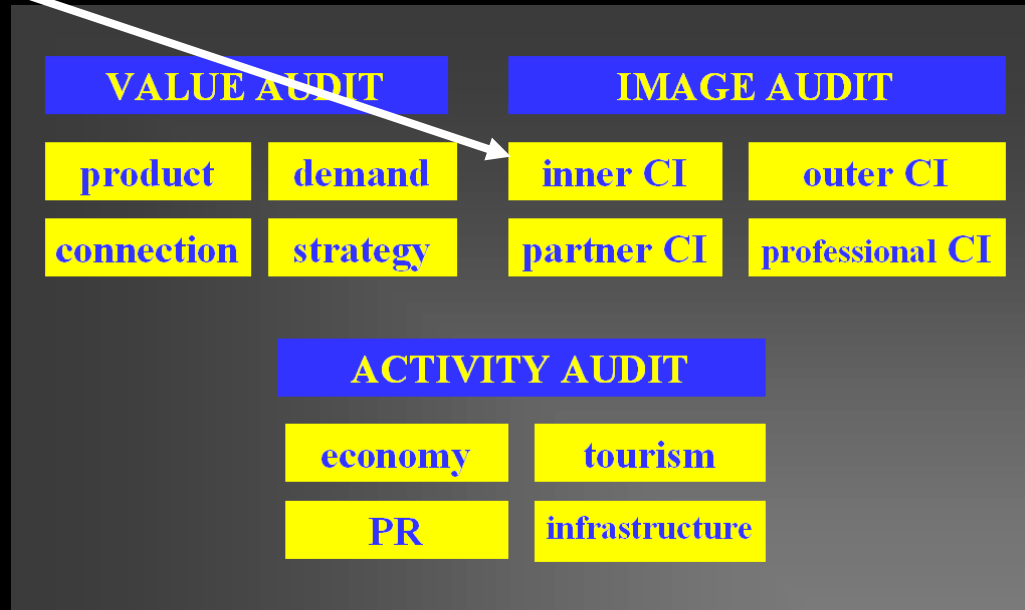 VALUE AUDIT
product demand
connection strategy
IMAGE AUDIT
inner CI outer CI
partner CI professional CI
ACTIVITY AUDIT
economy tourism
PR infrastructure